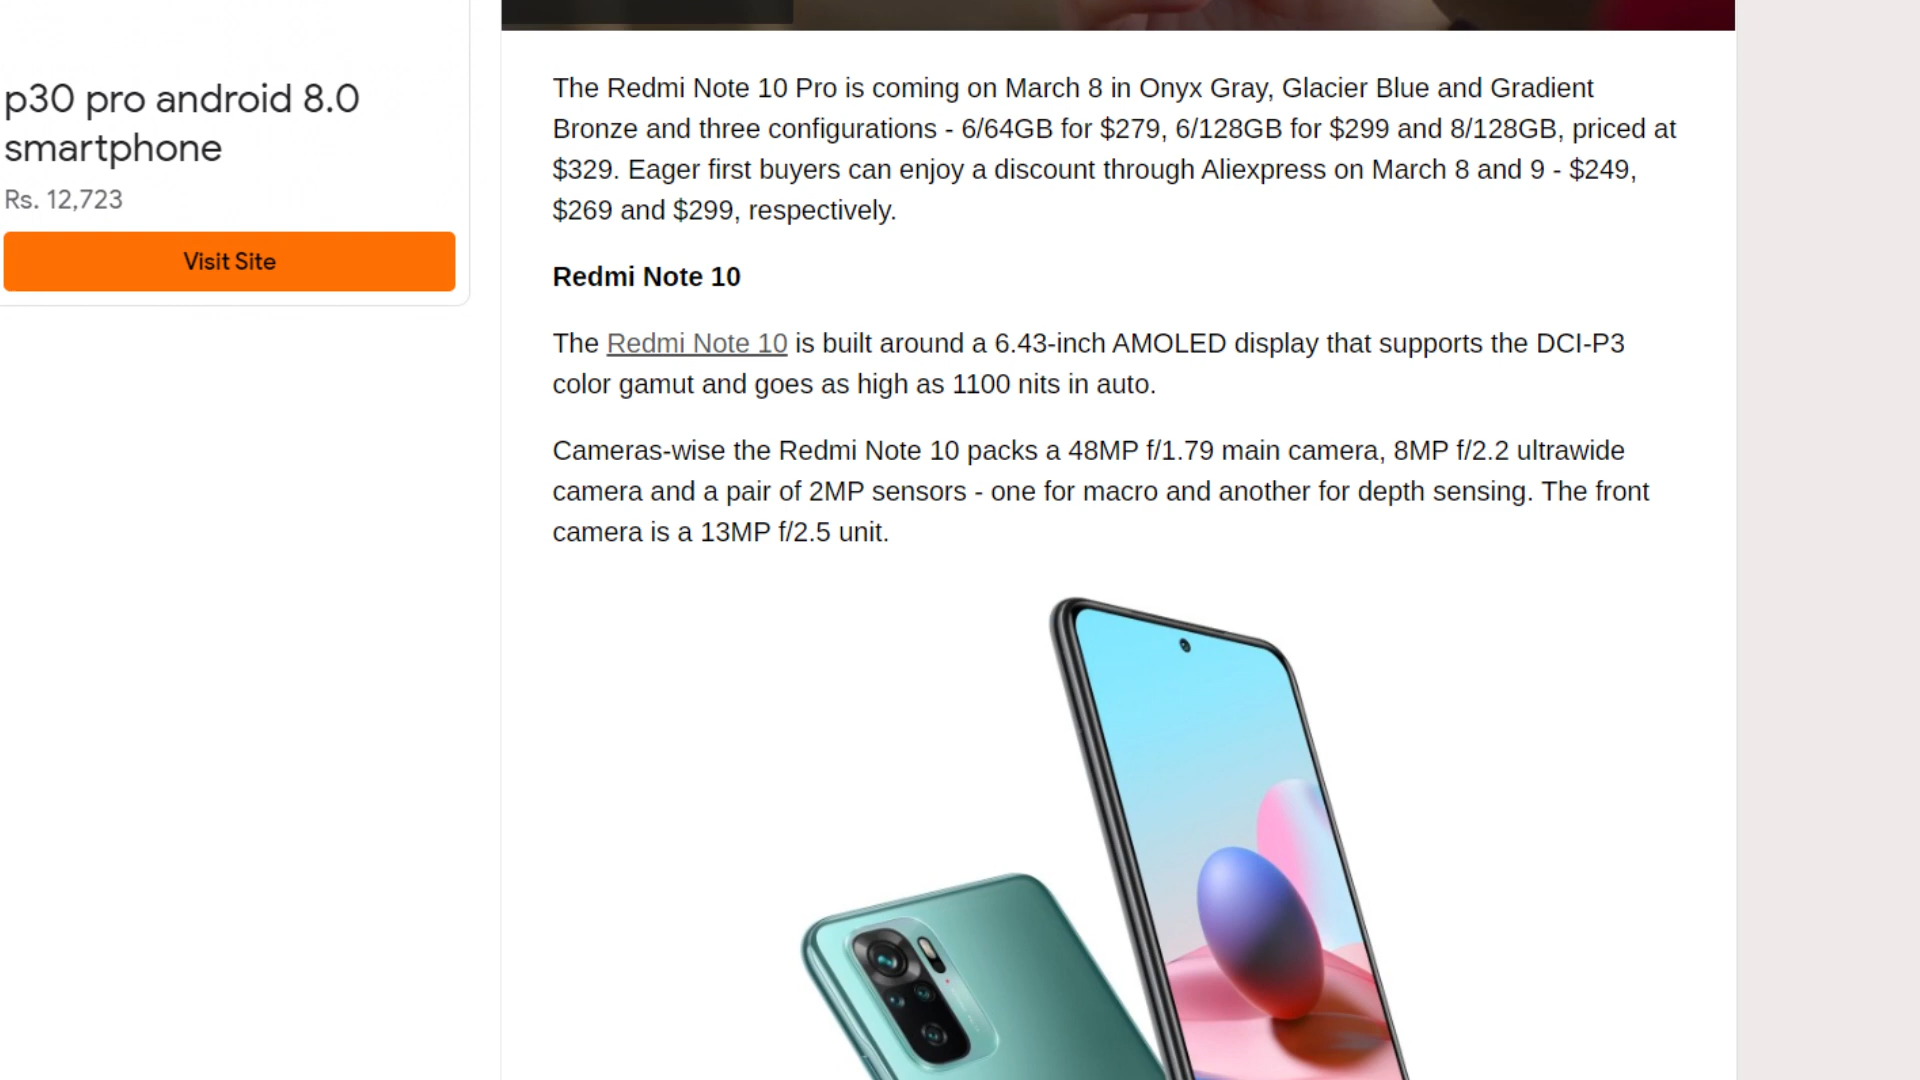 p30 pro android 8.0
smartphone
Rs. 12,723
Visit Site
The Redmi Note 10 Pro is coming on March 8 in Onyx Gray, Glacier Blue and Gradient
Bronze and three configurations - 6/64GB for $279, 6/128GB for $299 and 8/128GB, priced at
$329. Eager first buyers can enjoy a discount through Aliexpress on March 8 and 9 - $249,
$269 and $299, respectively.
Redmi Note 10
The Redmi Note 10 is built around a 6.43-inch AMOLED display that supports the DCI-P3
color gamut and goes as high as 1100 nits in auto.
Cameras-wise the Redmi Note 10 packs a 48MP f/1.79 main camera, 8MP f/2.2 ultrawide
camera and a pair of 2MP sensors - one for macro and another for depth sensing. The front
camera is a 13MP f/2.5 unit.